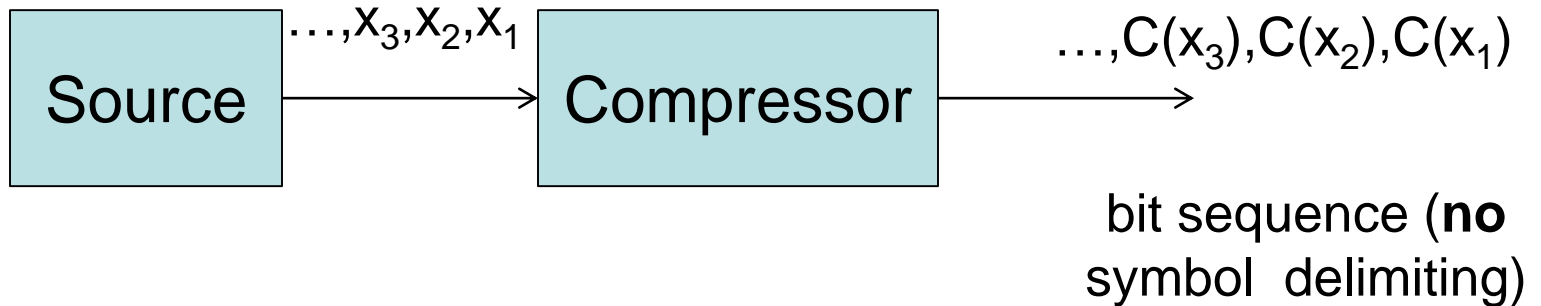 …,x₃,x₂,x₁
Source
Compressor
…,C(x₃),C(x₂),C(x₁)
bit sequence (no
symbol delimiting)